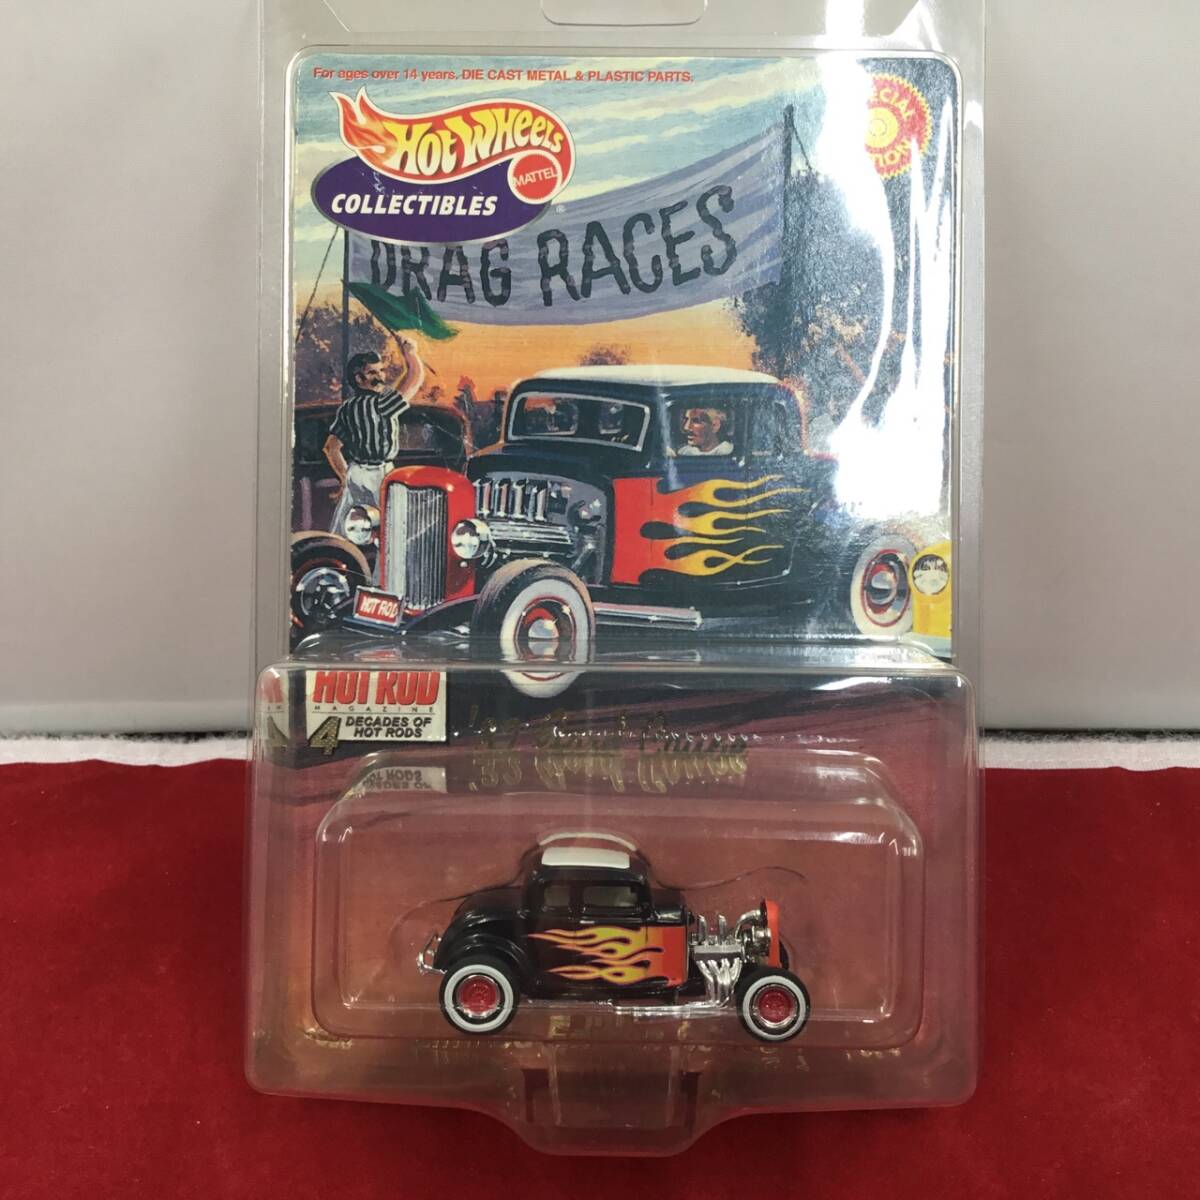 For ages over 14 years. DIE CAST METAL & PLASTIC PARTS.
HOT WHEELS
MATTEL
COLLECTIBLES
®
DRAG RACES
HOT ROD
HOT ROD
MAGAZINE
4 DECADES OF
HOT RODS